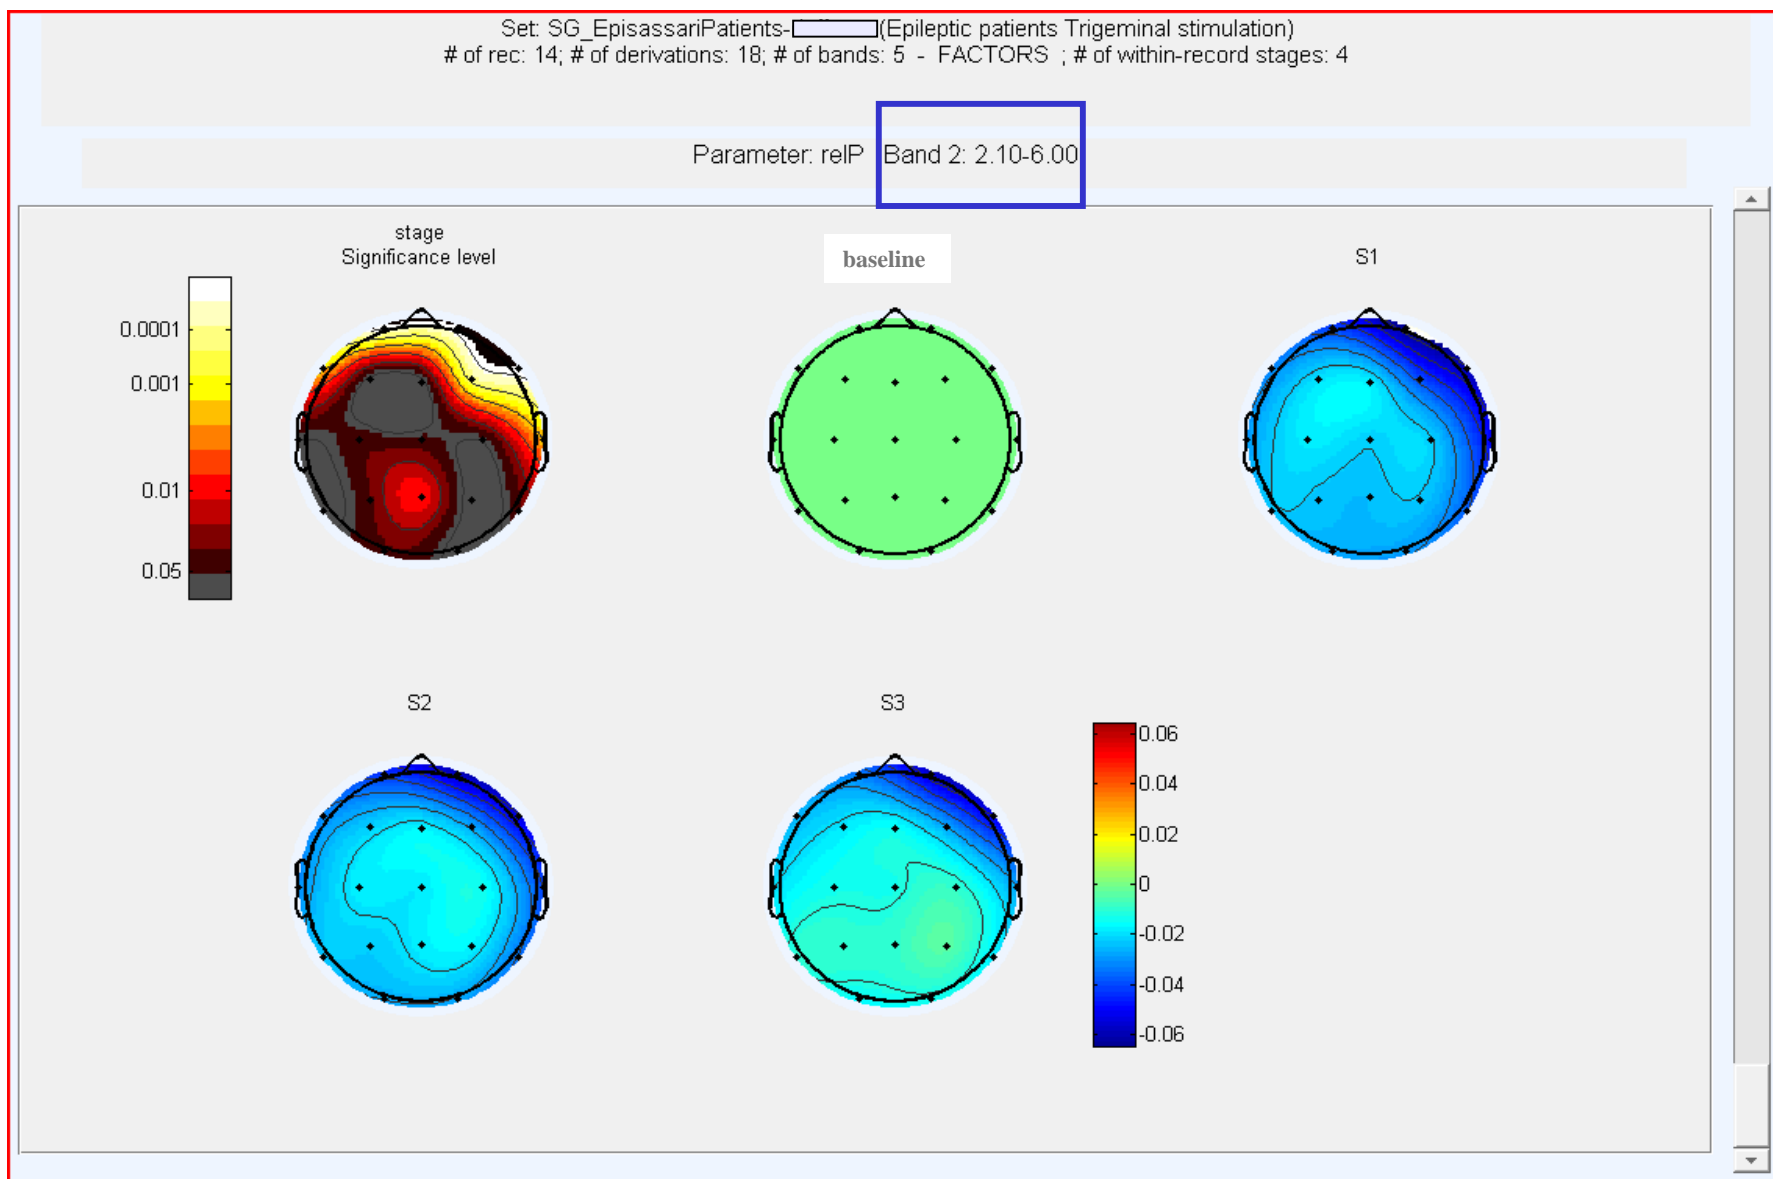 Set: SG_EpisassariPatients- (Epileptic patients Trigeminal stimulation)
# of rec: 14; # of derivations: 18; # of bands: 5 - FACTORS ; # of within-record stages: 4
Parameter: relP Band 2: 2.10-6.00
stage
Significance level
baseline
S1
0.0001
0.001
0.01
0.05
S2
S3
0.06
0.04
0.02
0
-0.02
-0.04
-0.06